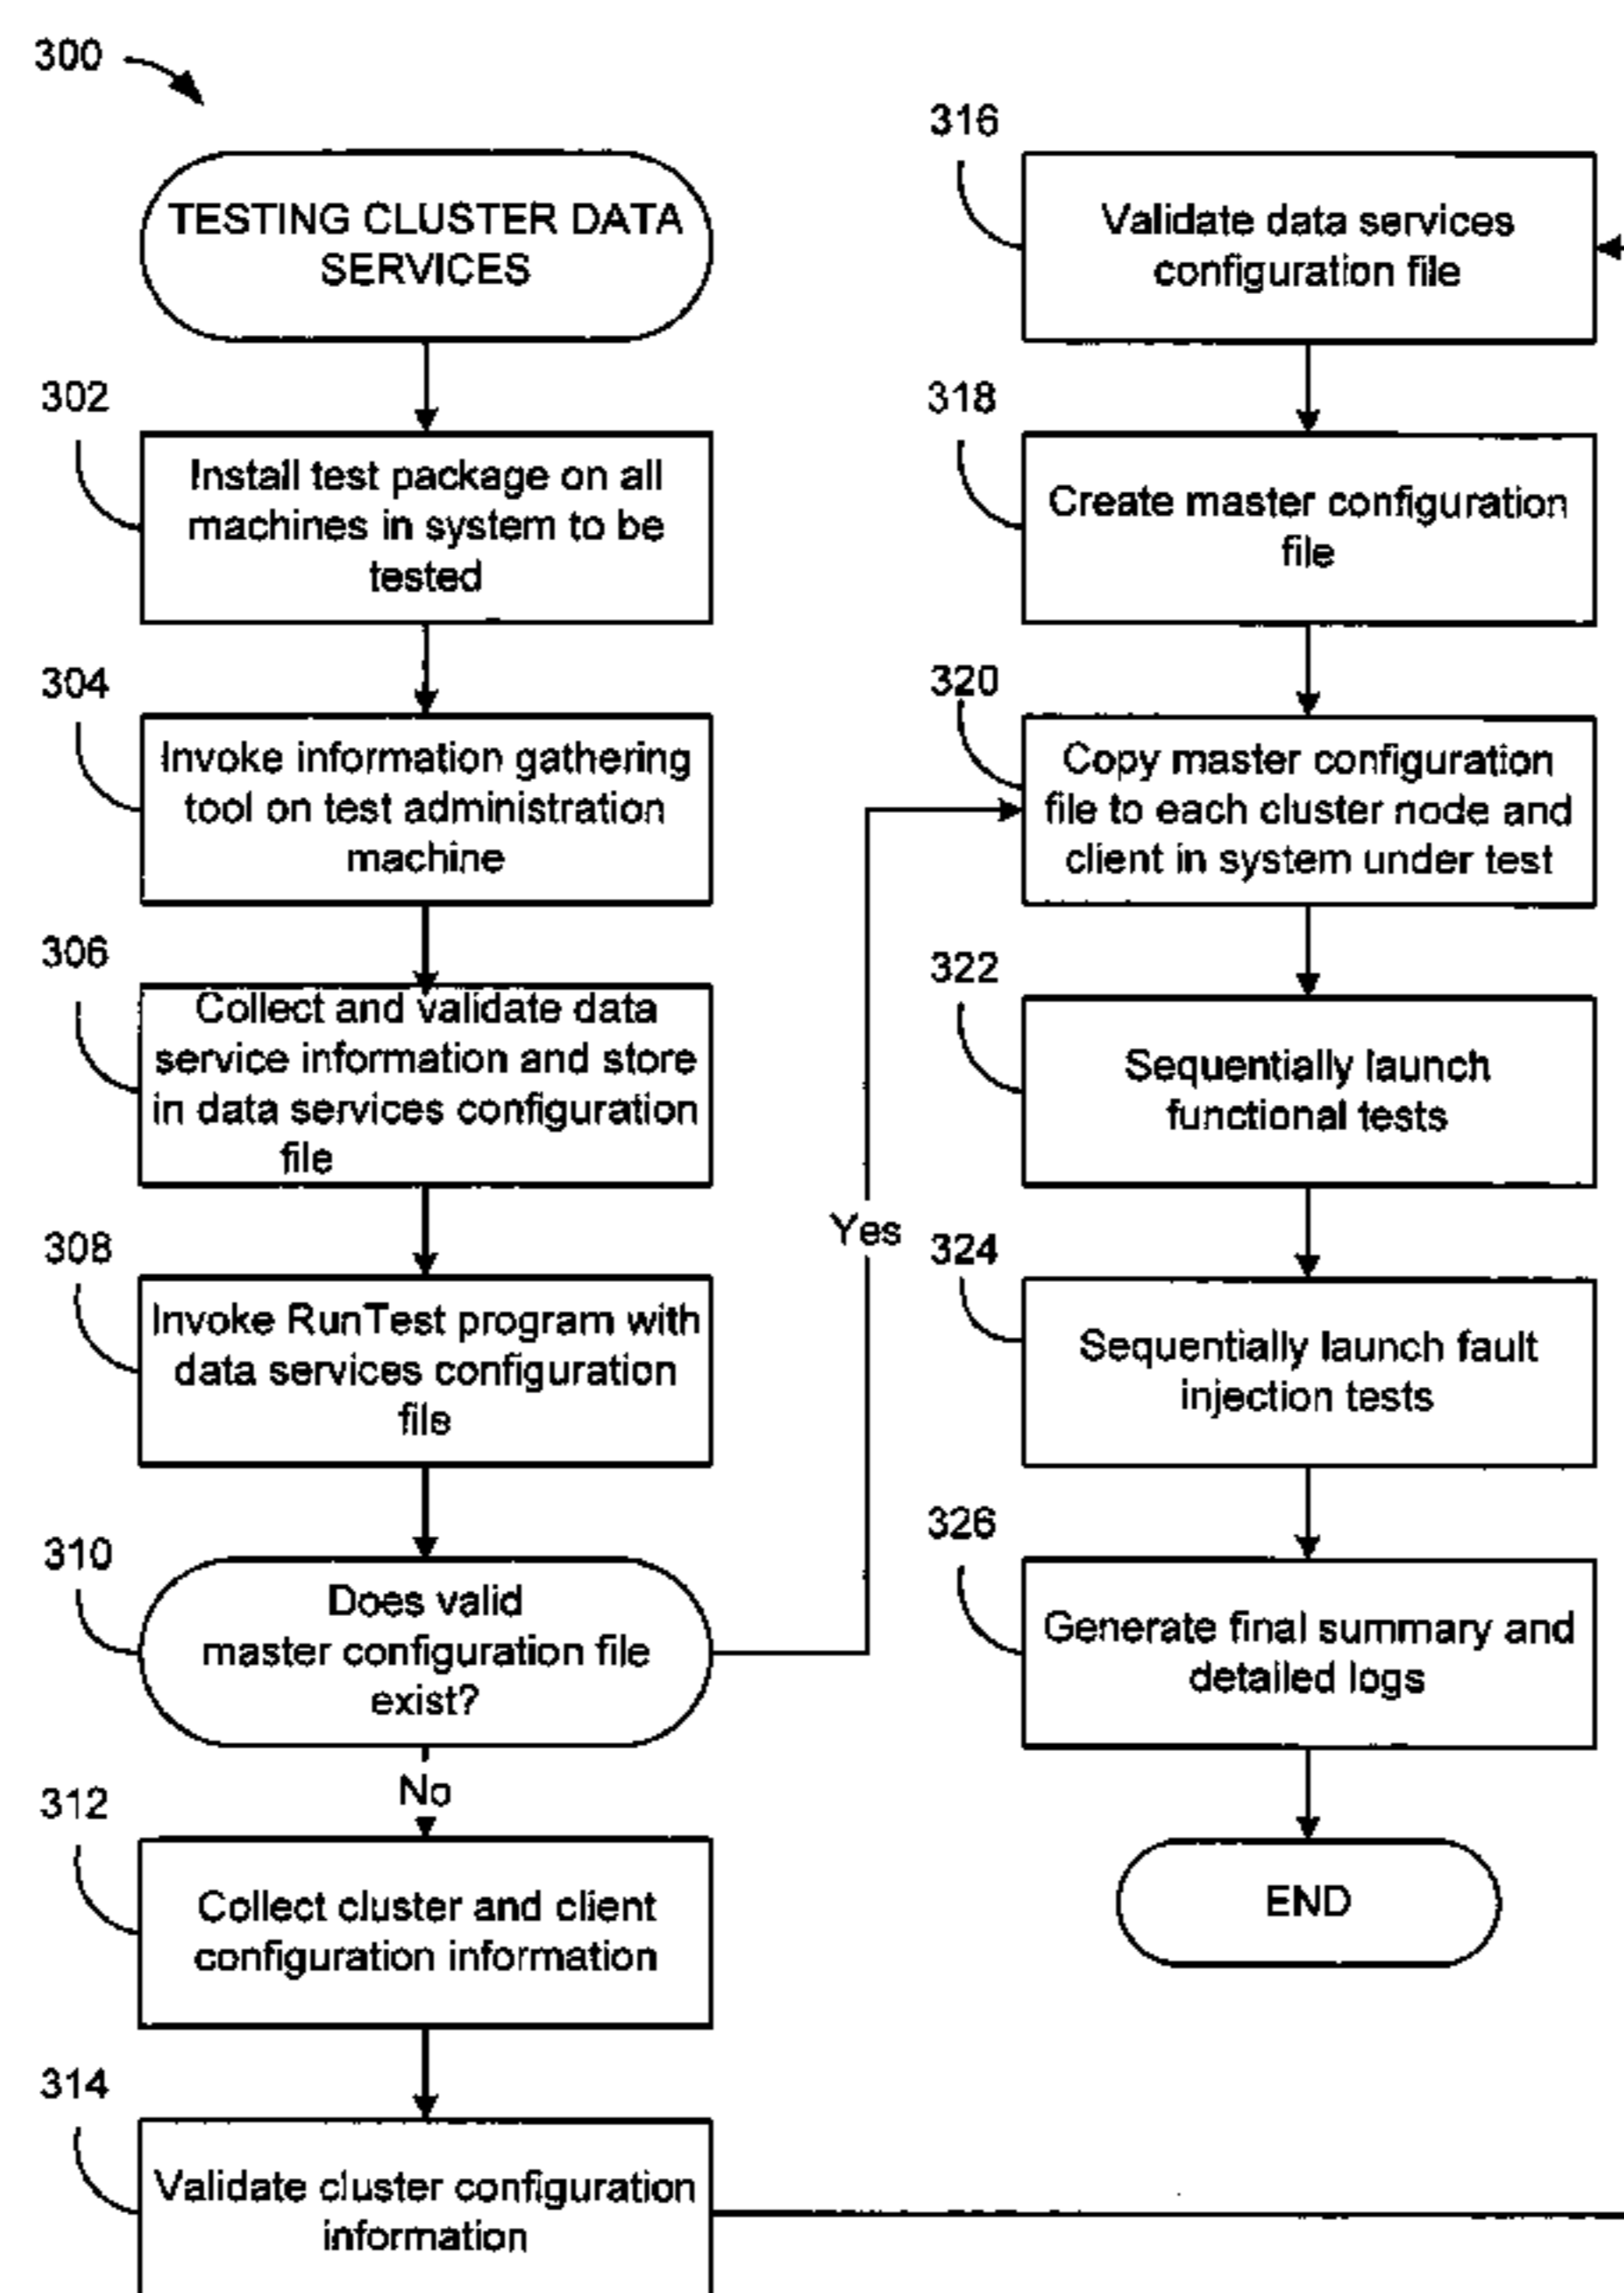 300
TESTING CLUSTER DATA
SERVICES
302
Install test package on all
machines in system to be
tested
304
Invoke information gathering
tool on test administration
machine
306
Collect and validate data
service information and store
in data services configuration
file
308
Invoke RunTest program with
data services configuration
file
310
Does valid
master configuration file
exist?
Yes
No
312
Collect cluster and client
configuration information
314
Validate cluster configuration
information
316
Validate data services
configuration file
318
Create master configuration
file
320
Copy master configuration
file to each cluster node and
client in system under test
322
Sequentially launch
functional tests
324
Sequentially launch fault
injection tests
326
Generate final summary and
detailed logs
END